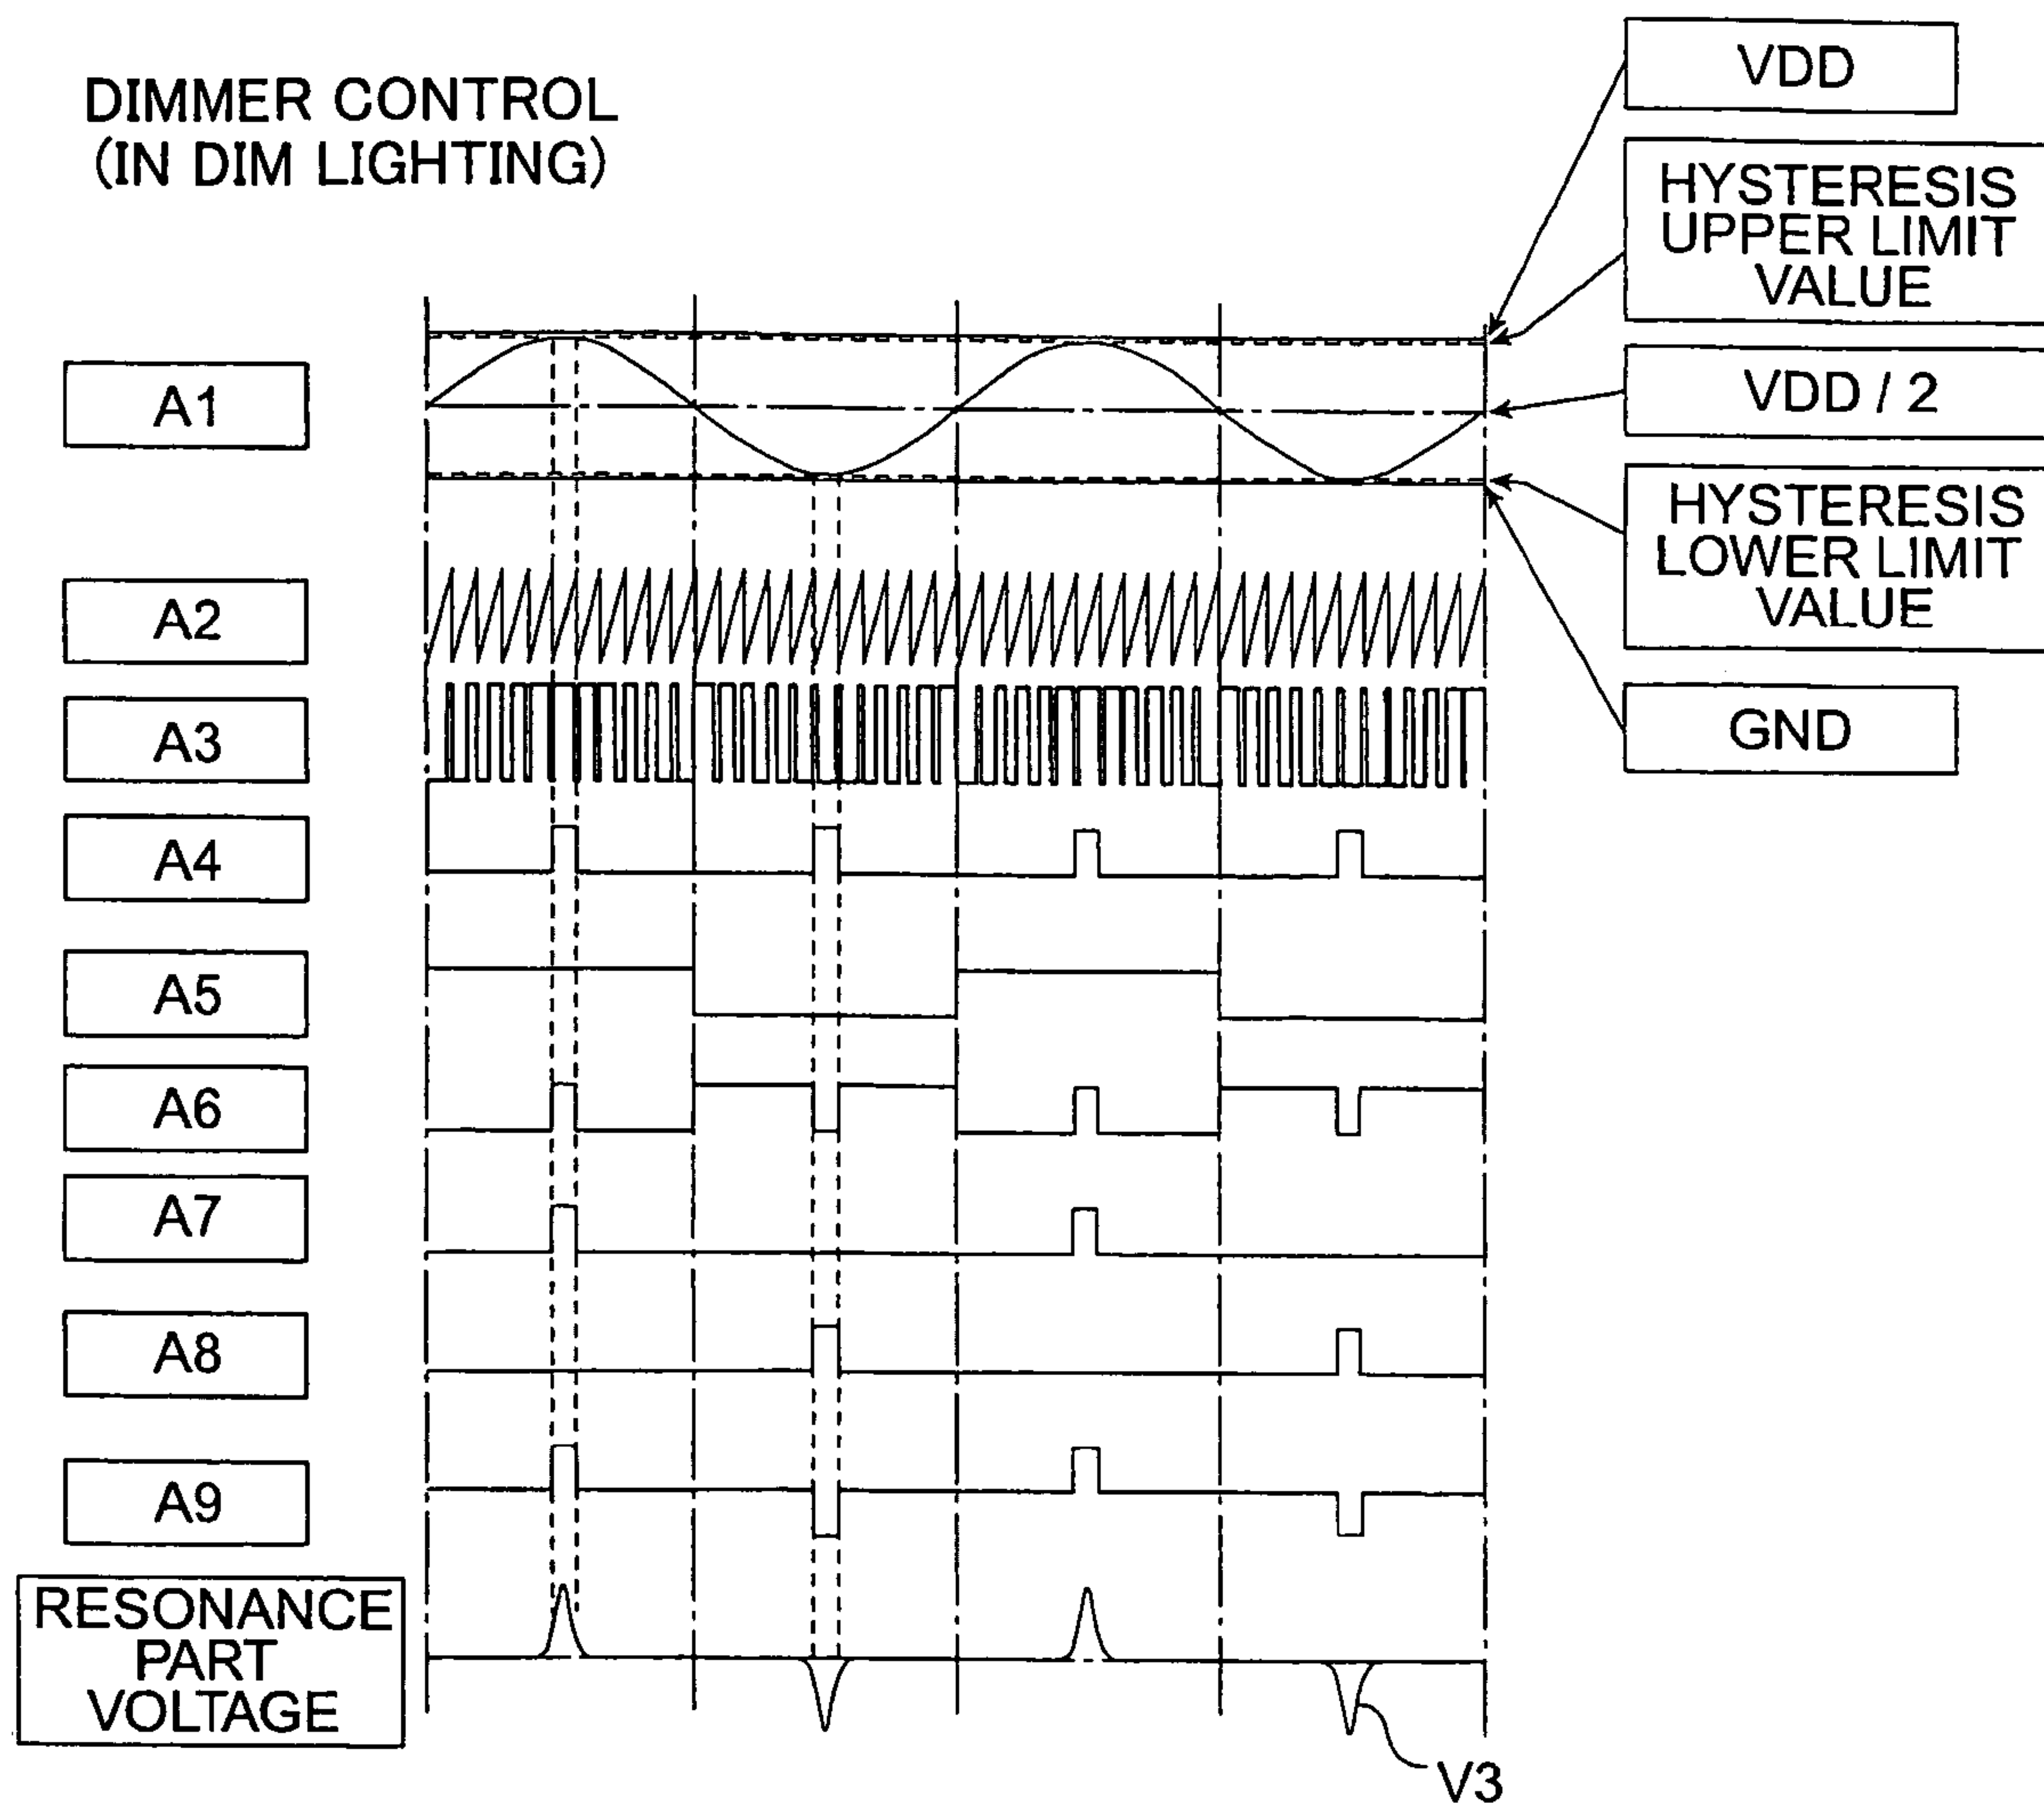 DIMMER CONTROL
(IN DIM LIGHTING)
VDD
HYSTERESIS
UPPER LIMIT
VALUE
VDD / 2
HYSTERESIS
LOWER LIMIT
VALUE
GND
A1
A2
A3
A4
A5
A6
A7
A8
A9
RESONANCE
PART
VOLTAGE
V3